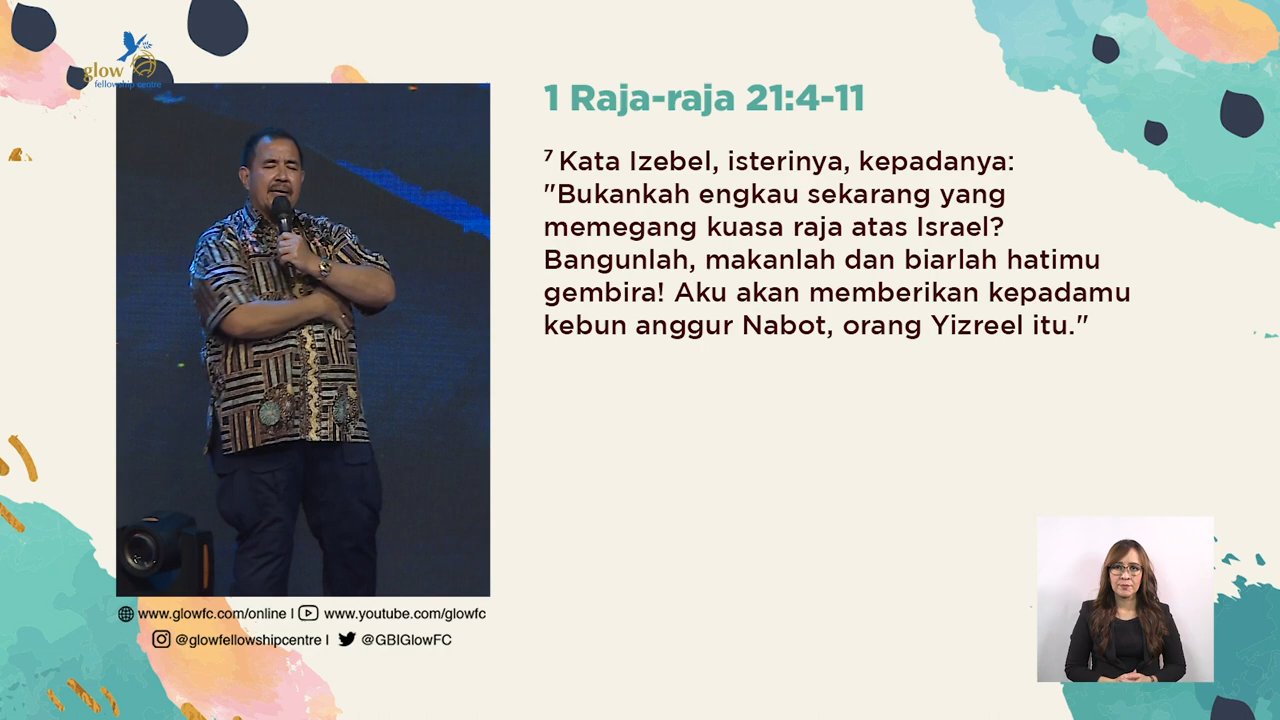 glow
fellowship centre
1 Raja-raja 21:4-11
7 Kata Izebel, isterinya, kepadanya:
"Bukankah engkau sekarang yang
memegang kuasa raja atas Israel?
Bangunlah, makanlah dan biarlah hatimu
gembira! Aku akan memberikan kepadamu
kebun anggur Nabot, orang Yizreel itu."
www.glowfc.com/online I www.youtube.com/glowfc
@glowfellowshipcentre I @GBIGlowFC